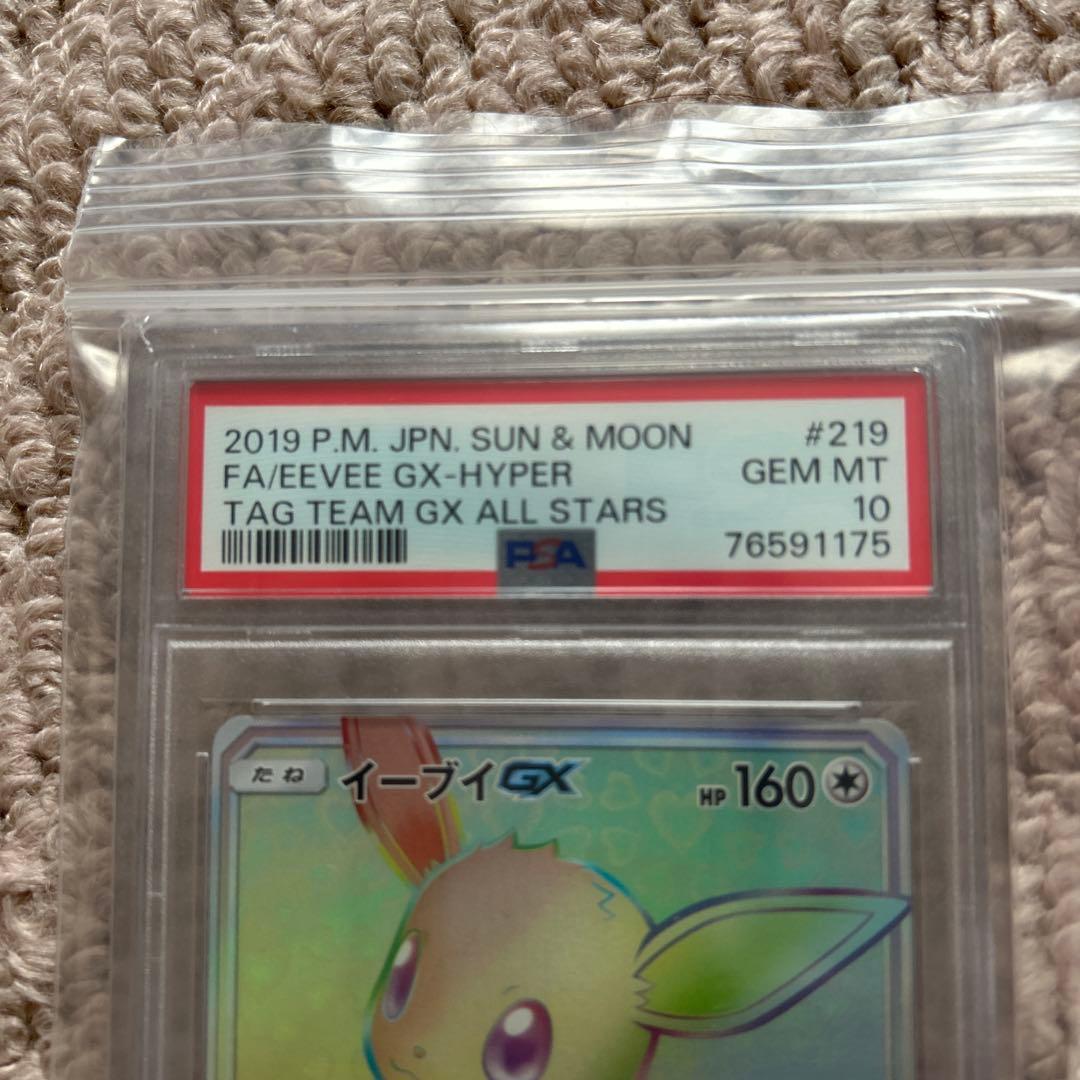 2019 P.M. JPN. SUN & MOON #219
FA/EEVEE GX-HYPER GEM MT
TAG TEAM GX ALL STARS 10
PSA 76591175
たね イーブイGX HP 160